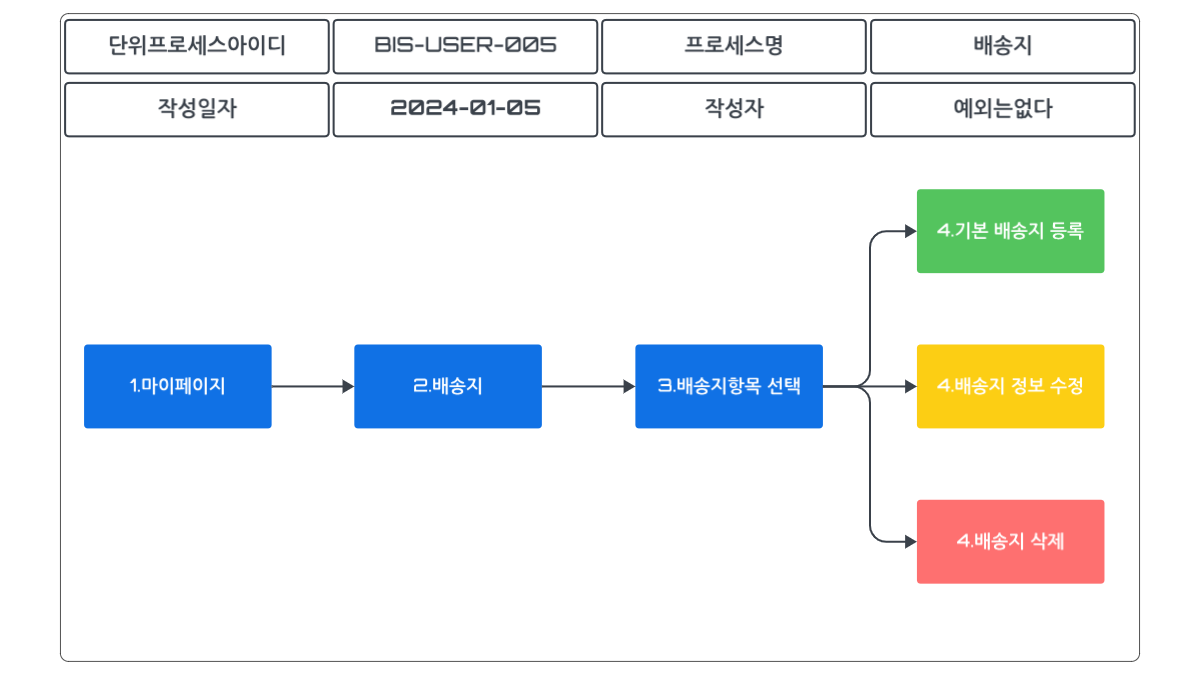 단위프로세스아이디
BIS-USER-005
프로세스명
배송지
작성일자
2024-01-05
작성자
예외는없다
4.기본 배송지 등록
1.마이페이지
2.배송지
3.배송지항목 선택
4.배송지 정보 수정
4.배송지 삭제